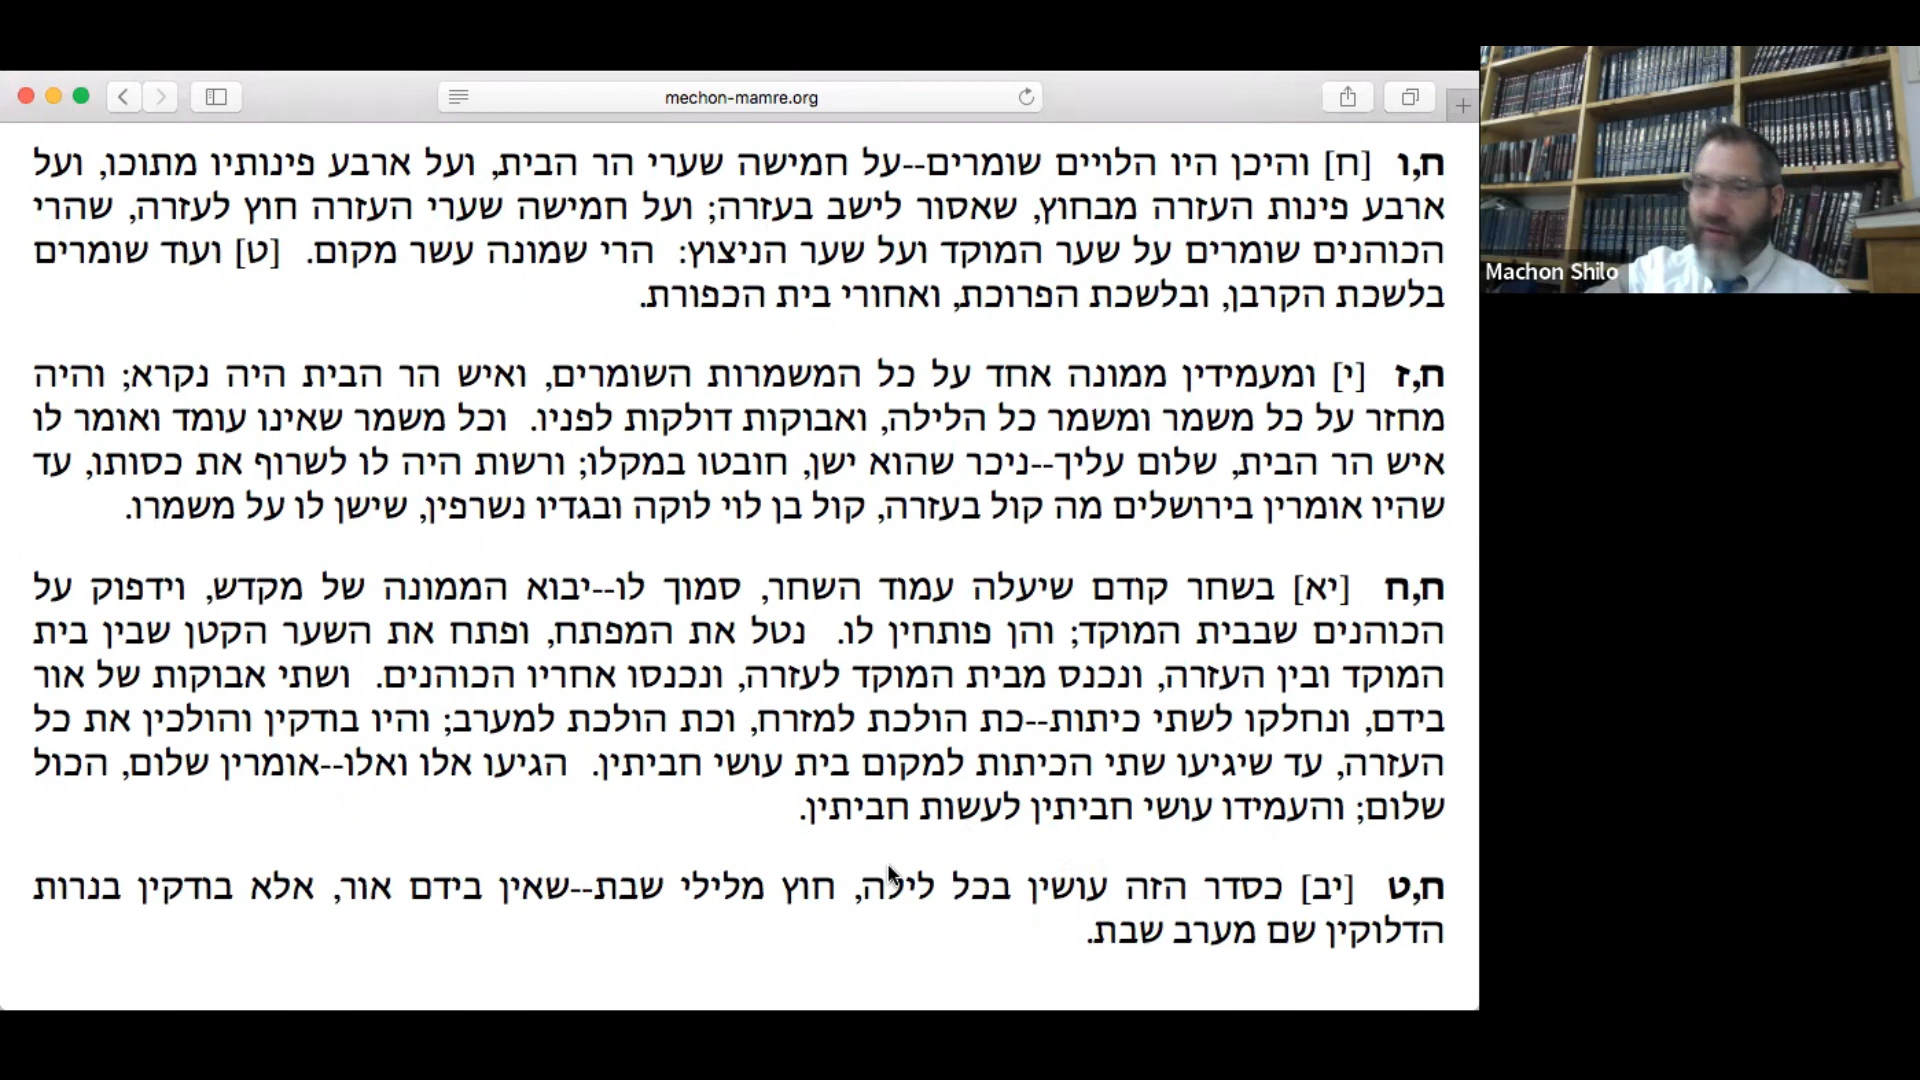 mechon-mamre.org
ח,ו [ח] והיכן היו הלויים שומרים--על חמישה שערי הר הבית, ועל ארבע פינותיו מתוכו, ועל
ארבע פינות העזרה מבחוץ, שאסור לישב בעזרה; ועל חמישה שערי העזרה חוץ לעזרה, שהרי
הכוהנים שומרים על שער המוקד ועל שער הניצוץ: הרי שמונה עשר מקום. [ט] ועוד שומרים
בלשכת הקרבן, ובלשכת הפרוכת, ואחורי בית הכפורת.
ח,ז [י] ומעמידין ממונה אחד על כל המשמרות השומרים, ואיש הר הבית היה נקרא; והיה
מחזר על כל משמר ומשמר כל הלילה, ואבוקות דולקות לפניו. וכל משמר שאינו עומד ואומר לו
איש הר הבית, שלום עליך--ניכר שהוא ישן, חובטו במקלו; ורשות היה לו לשרוף את כסותו, עד
שהיו אומרין בירושלים מה קול בעזרה, קול בן לוי לוקה ובגדיו נשרפין, שישן לו על משמרו.
ח,ח [יא] בשחר קודם שיעלה עמוד השחר, סמוך לו--יבוא הממונה של מקדש, וידפוק על
הכוהנים שבבית המוקד; והן פותחין לו. נטל את המפתח, ופתח את השער הקטן שבין בית
המוקד ובין העזרה, ונכנס מבית המוקד לעזרה, ונכנסו אחריו הכוהנים. ושתי אבוקות של אור
בידם, ונחלקו לשתי כיתות--כת הולכת למזרח, וכת הולכת למערב; והיו בודקין והולכין את כל
העזרה, עד שיגיעו שתי הכיתות למקום בית עושי חביתין. הגיעו אלו ואלו--אומרין שלום, הכול
שלום; והעמידו עושי חביתין לעשות חביתין.
ח,ט [יב] כסדר הזה עושין בכל לילה, חוץ מלילי שבת--שאין בידם אור, אלא בודקין בנרות
הדלוקין שם מערב שבת.
Machon Shilo